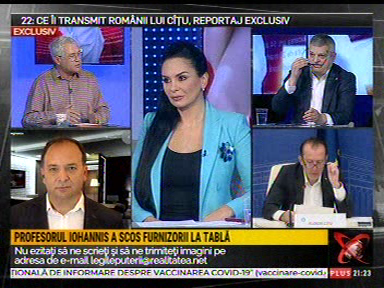 22: CE ÎI TRANSMIT ROMÂNII LUI CÎȚU, REPORTAJ EXCLUSIV
EXCLUSIV
PROFESORUL IOHANNIS A SCOS FURNIZORII LA TABLĂ
Nu ezitați să ne scrieți și să ne trimiteți imagini pe
adresa de e-mail legileputerii@realitatea.net
ȚIONALĂ DE INFORMARE DESPRE VACCINAREA COVID-19" (vaccinare-covid
PLUS 21:23